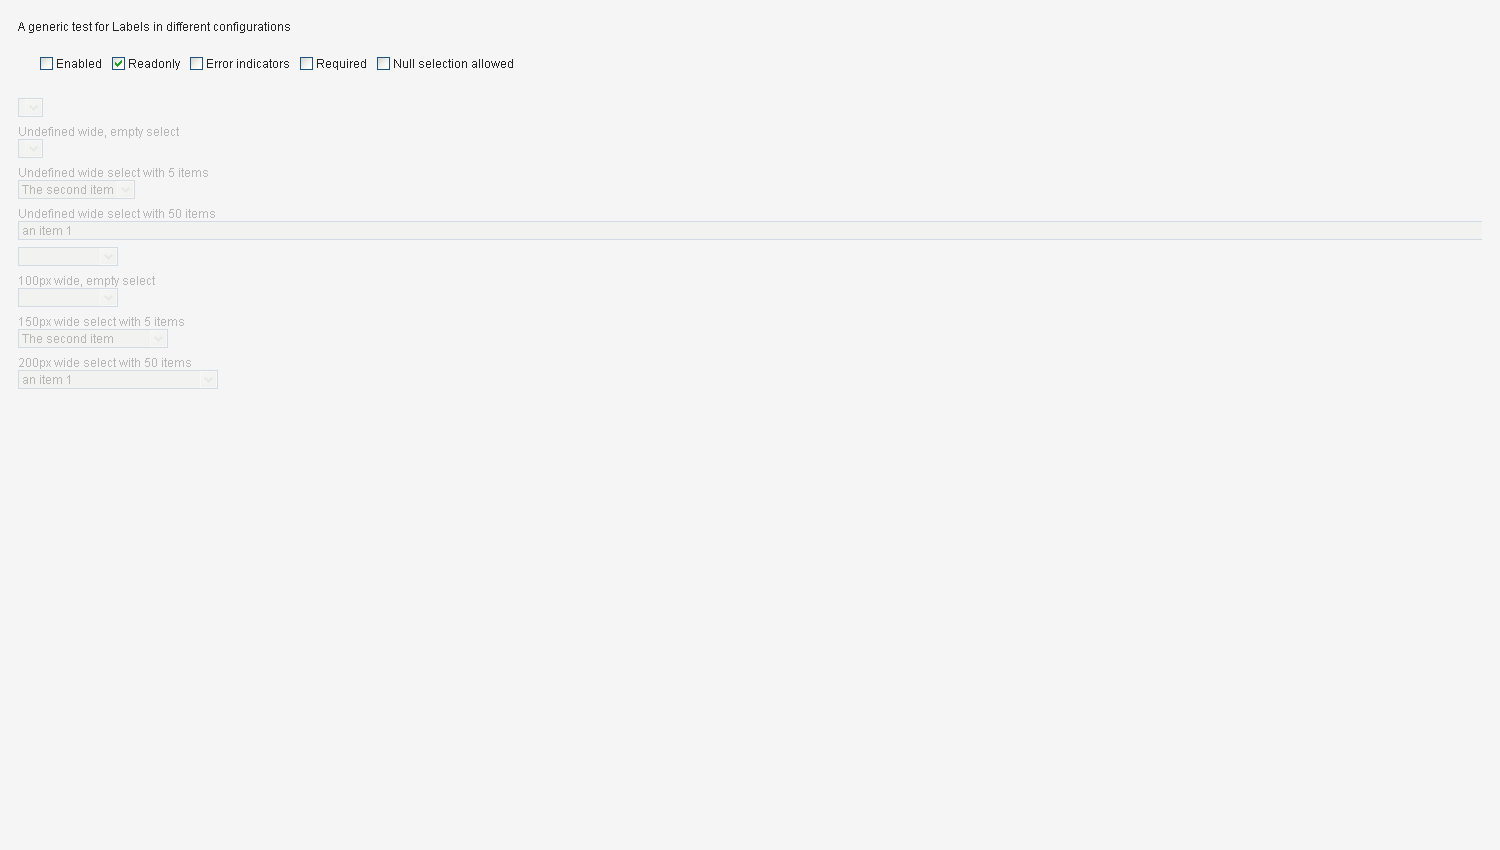 A generic test for Labels in different configurations
Enabled Readonly Error indicators Required Null selection allowed
Undefined wide, empty select
Undefined wide select with 5 items
The second item
Undefined wide select with 50 items
an item 1
100px wide, empty select
150px wide select with 5 items
The second item
200px wide select with 50 items
an item 1